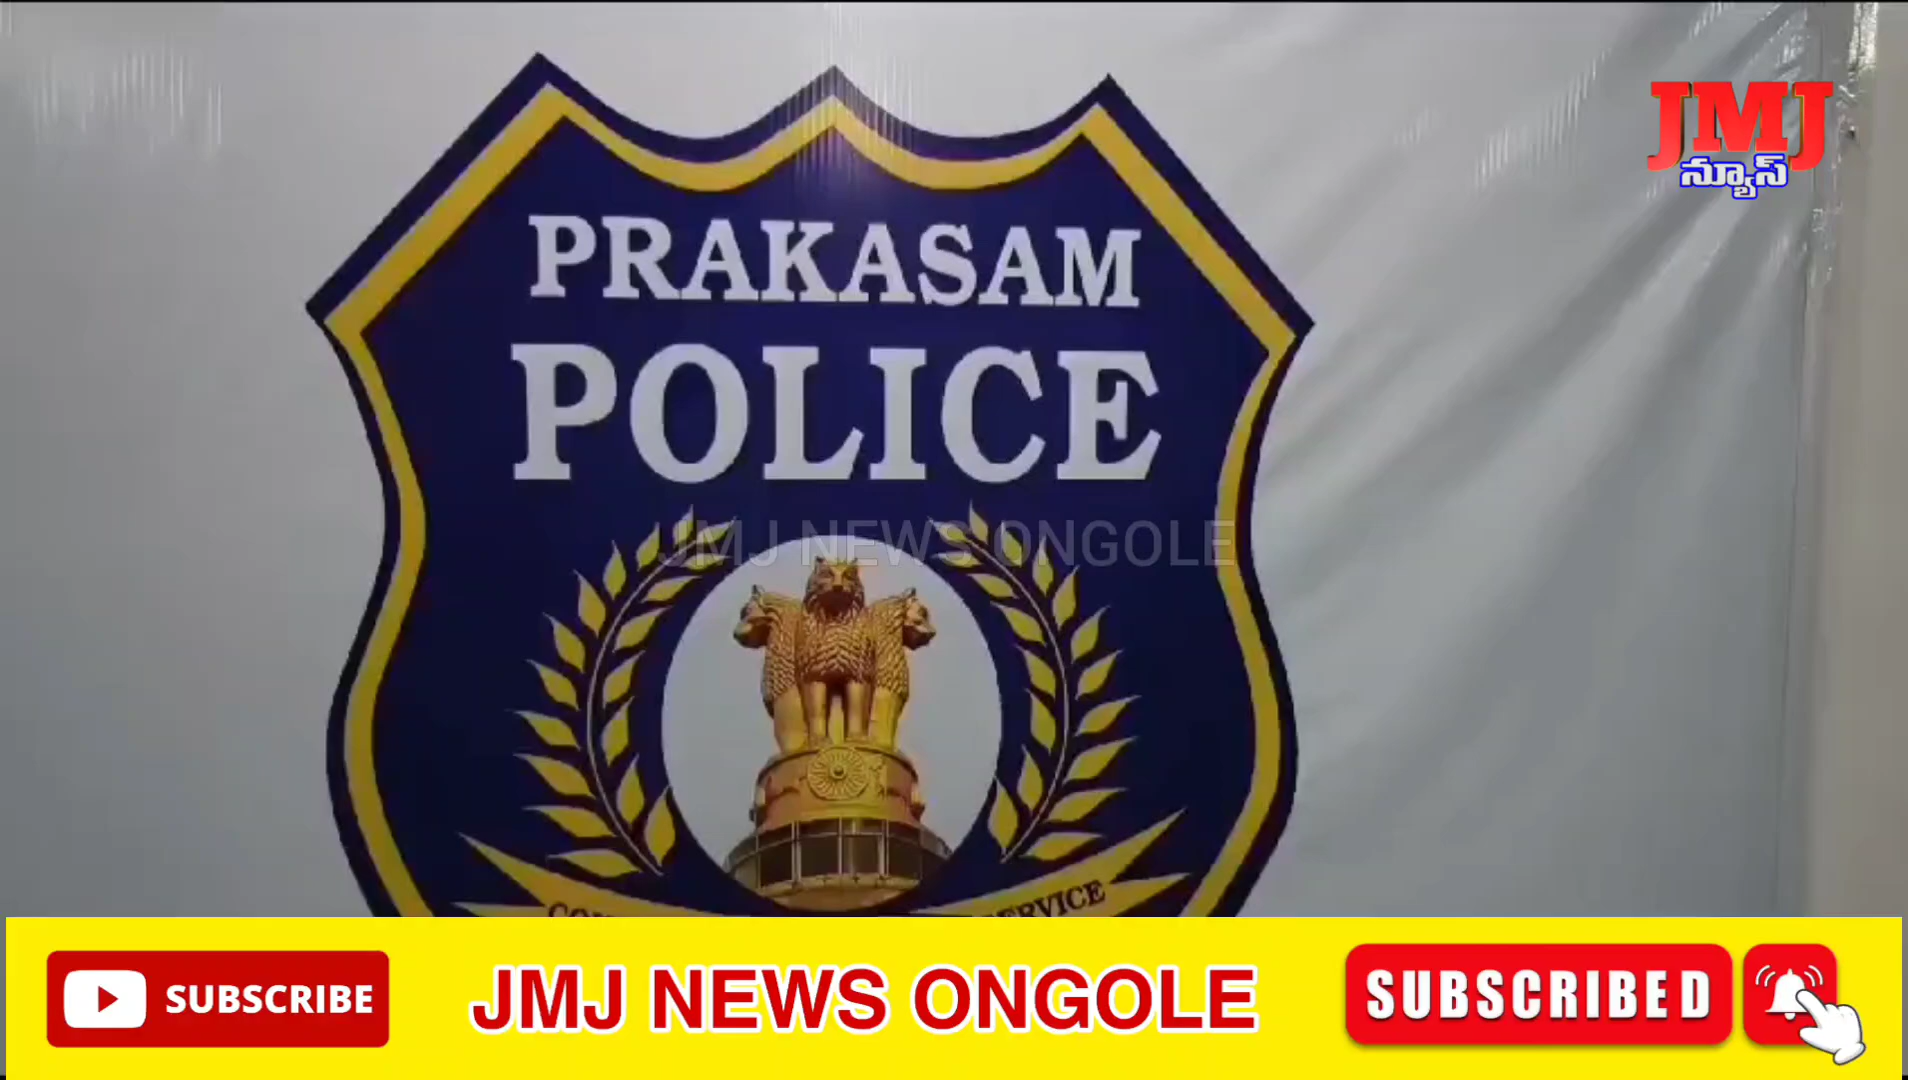 JMJ
న్యూస్
PRAKASAM
POLICE
JMJ NEWS ONGOLE
SERVICE
SUBSCRIBE
JMJ NEWS ONGOLE
SUBSCRIBED